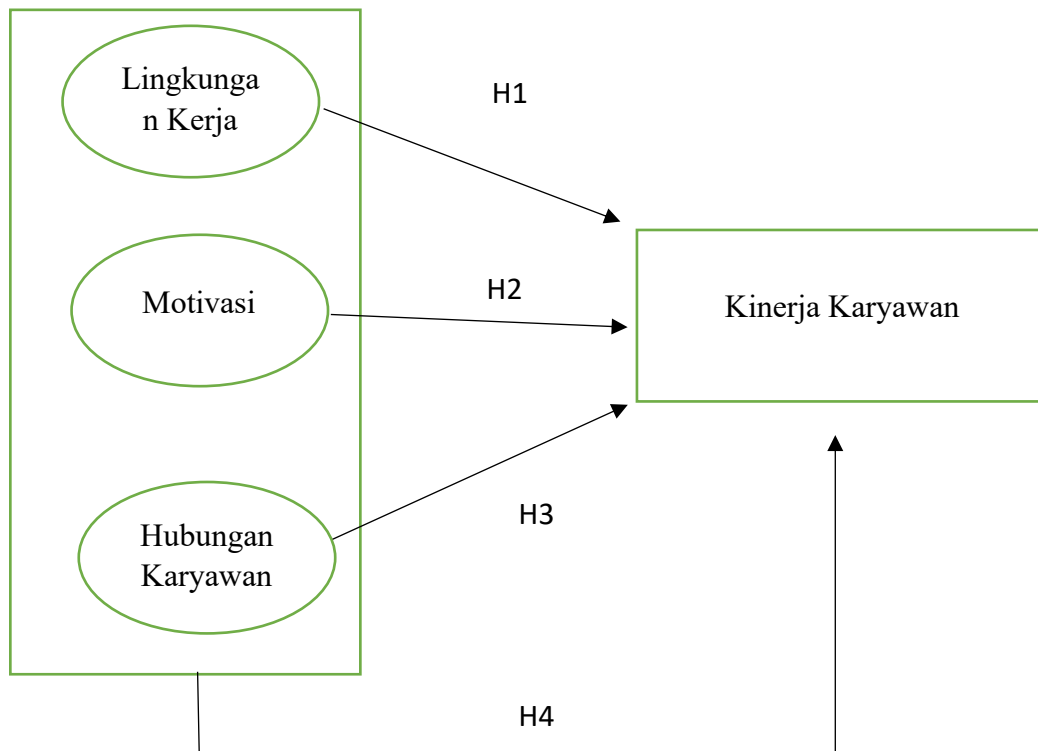 Lingkunga
n Kerja
H1
Motivasi
H2
Kinerja Karyawan
Hubungan
Karyawan
H3
H4